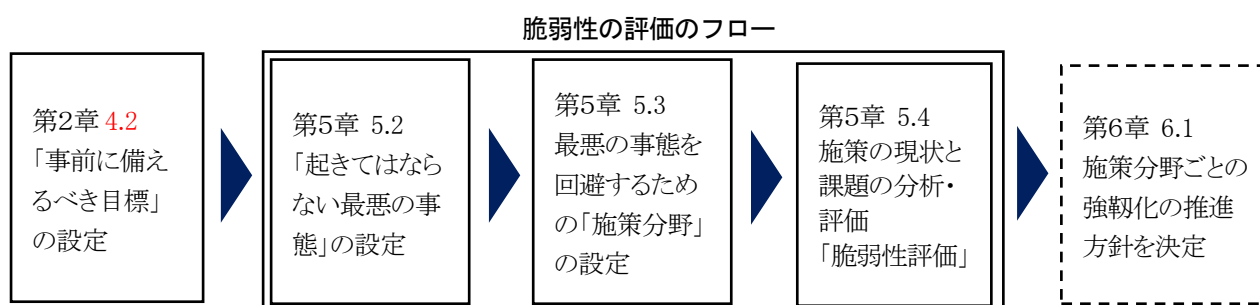 脆弱性の評価のフロー
第2章 4.2
「事前に備え
るべき目標」
の設定
第5章 5.2
「起きてはなら
ない最悪の事
態」の設定
第5章 5.3
最悪の事態を
回避するため
の「施策分野」
の設定
第5章 5.4
施策の現状と
課題の分析・
評価
「脆弱性評価」
第6章 6.1
施策分野ごとの
強靱化の推進
方針を決定